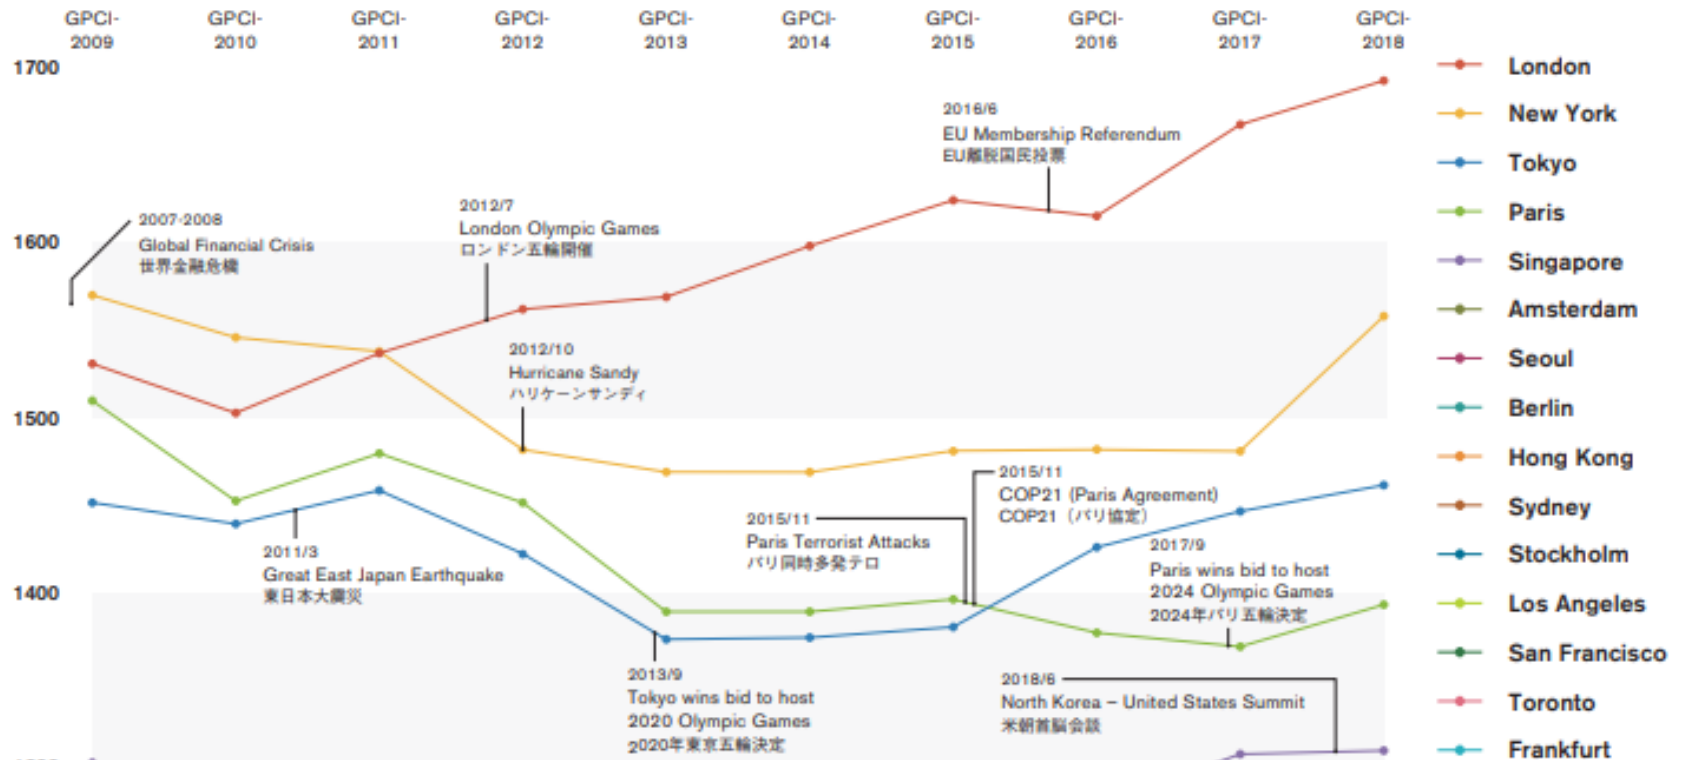 GPCI-
2009
GPCI-
2010
GPCI-
2011
GPCI-
2012
GPCI-
2013
GPCI-
2014
GPCI-
2015
GPCI-
2016
GPCI-
2017
GPCI-
2018
1700
1600
1500
1400
2007-2008
Global Financial Crisis
世界金融危機
2012/7
London Olympic Games
ロンドン五輪開催
2016/6
EU Membership Referendum
EU離脱国民投票
2012/10
Hurricane Sandy
ハリケーンサンディ
2011/3
Great East Japan Earthquake
東日本大震災
2015/11
Paris Terrorist Attacks
パリ同時多発テロ
2015/11
COP21 (Paris Agreement)
COP21（パリ協定）
2017/9
Paris wins bid to host
2024 Olympic Games
2024年パリ五輪決定
2013/9
Tokyo wins bid to host
2020 Olympic Games
2020年東京五輪決定
2018/6
North Korea – United States Summit
米朝首脳会談
London
New York
Tokyo
Paris
Singapore
Amsterdam
Seoul
Berlin
Hong Kong
Sydney
Stockholm
Los Angeles
San Francisco
Toronto
Frankfurt